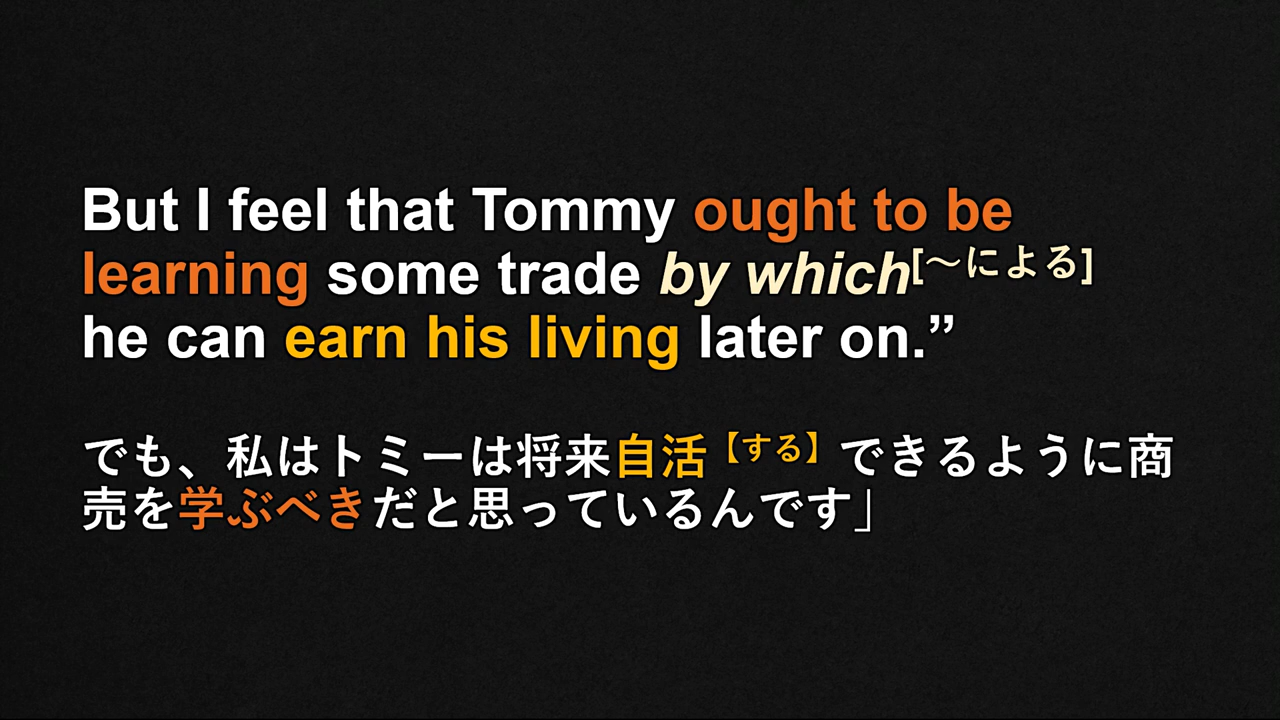 But I feel that Tommy ought to be
learning some trade by which[〜による]
he can earn his living later on.”
でも、私はトミーは将来自活【する】できるように商
売を学ぶべきだと思っているんです」